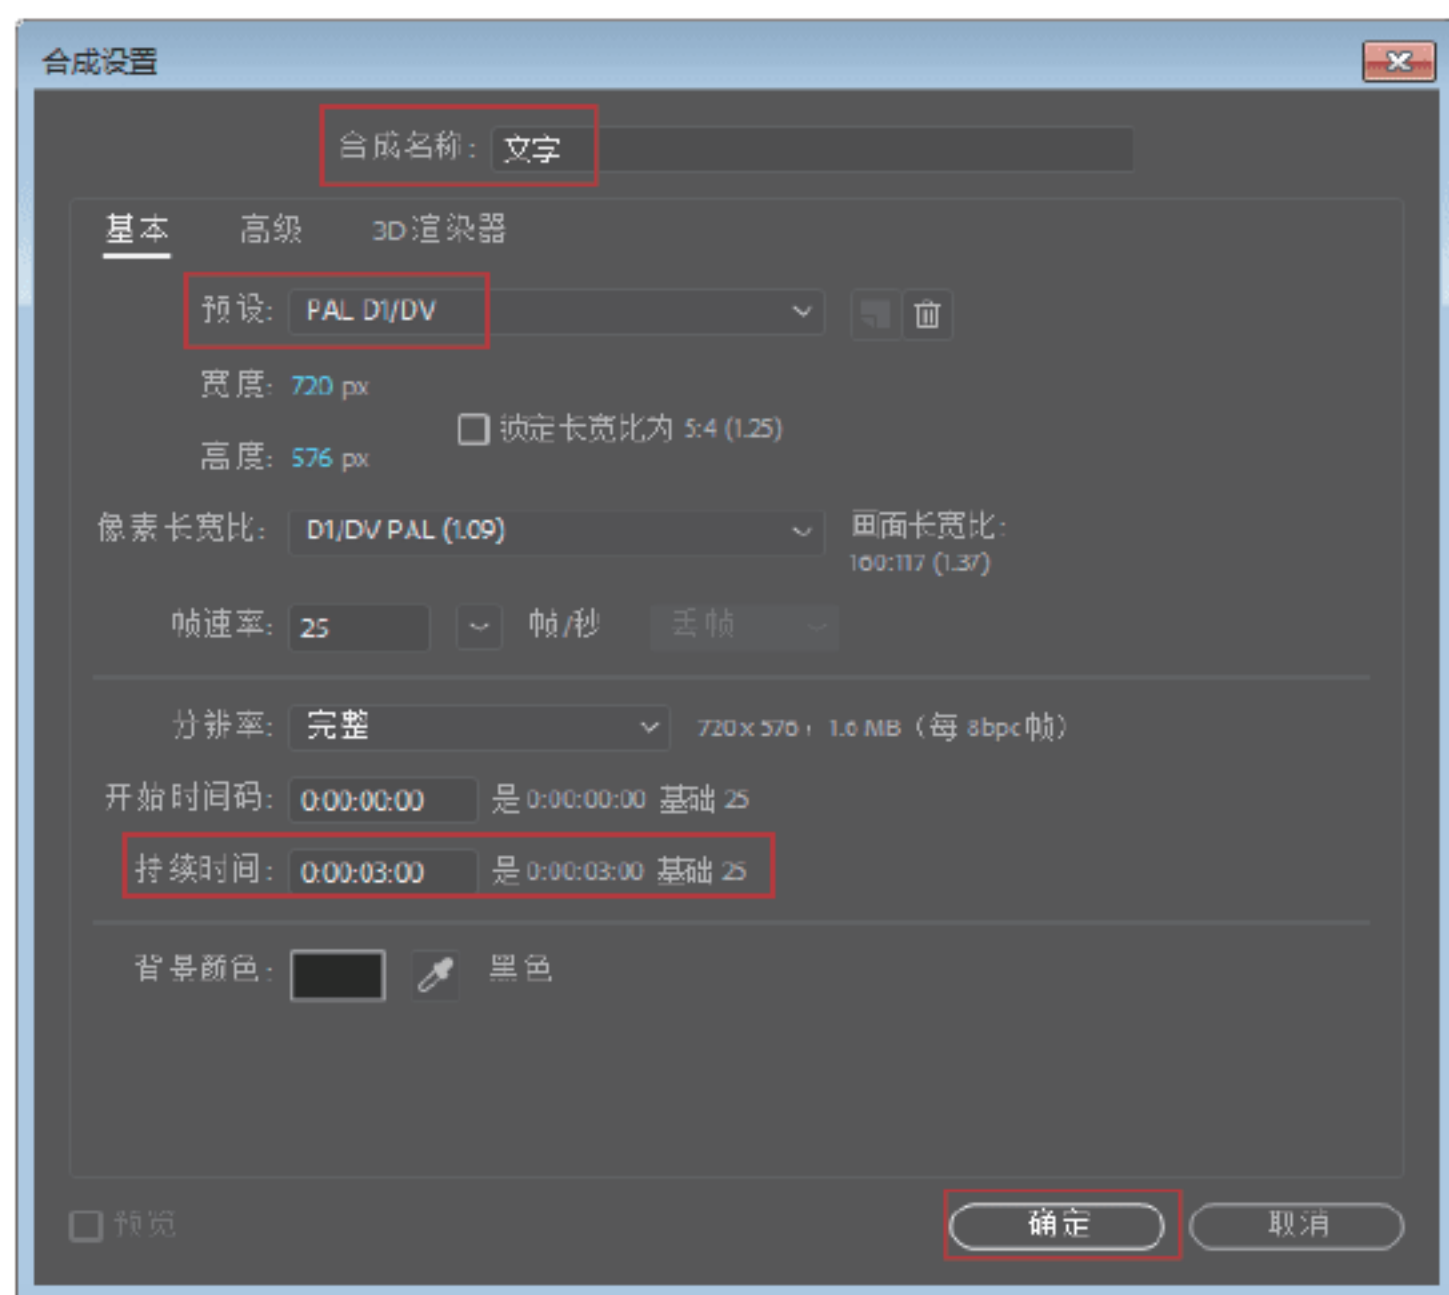 合成设置
合成名称: 文字
基本 高级 3D渲染器
预设: PAL D1/DV
宽度: 720 px
锁定长宽比为 5:4 (1.25)
高度: 576 px
像素长宽比: D1/DV PAL (1.09) 画面长宽比:
160:117 (1.37)
帧速率: 25 帧/秒 丢帧
分辨率: 完整 720 x 576，1.6 MB（每 8bpc帧）
开始时间码: 0:00:00:00 是 0:00:00:00 基础 25
持续时间: 0:00:03:00 是 0:00:03:00 基础 25
背景颜色: 黑色
预览 确定 取消